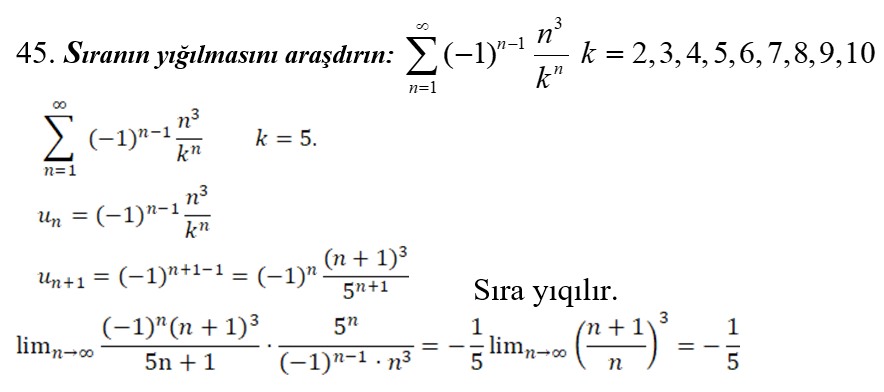 45. Sıranın yığılmasını araşdırın: $\sum_{n=1}^{\infty} (-1)^{n-1} \frac{n^3}{k^n}$ k = 2,3,4,5,6,7,8,9,10
$\sum_{n=1}^{\infty} (-1)^{n-1} \frac{n^3}{k^n}$ k = 5.
$u_n = (-1)^{n-1} \frac{n^3}{k^n}$
$u_{n+1} = (-1)^{n+1-1} = (-1)^n \frac{(n+1)^3}{5^{n+1}}$
Sıra yıqılır.
$\lim_{n\to\infty} \frac{(-1)^n (n+1)^3}{5n+1} \cdot \frac{5^n}{(-1)^{n-1} \cdot n^3} = -\frac{1}{5} \lim_{n\to\infty} \left(\frac{n+1}{n}\right)^3 = -\frac{1}{5}$